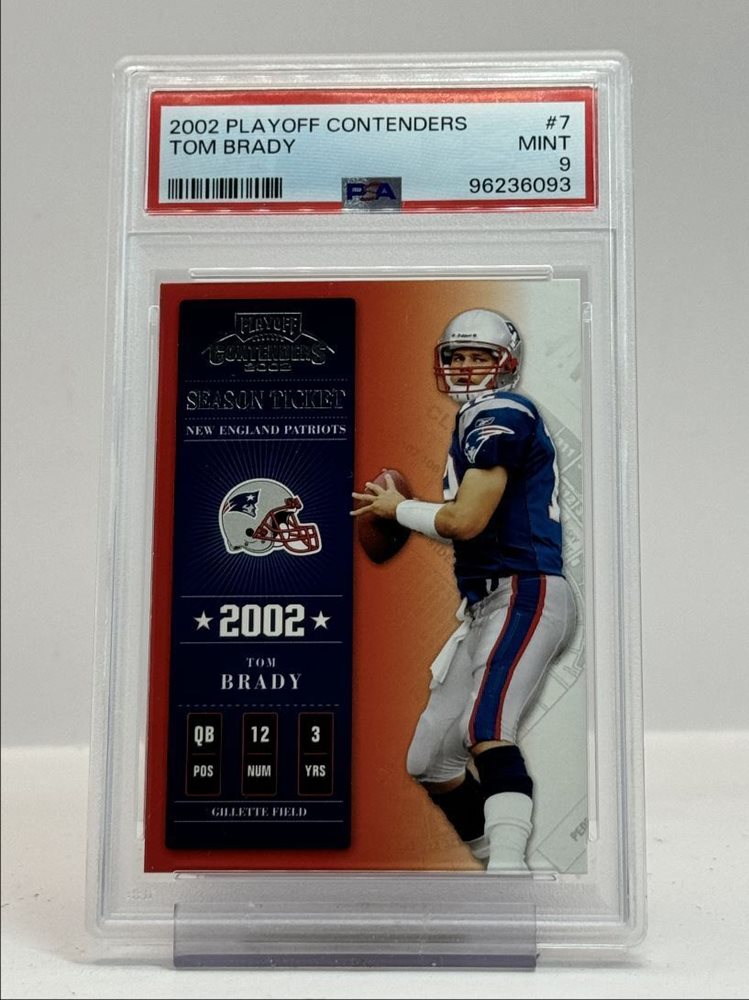 2002 PLAYOFF CONTENDERS #7
TOM BRADY MINT
9
PSA 96236093
PLAYOFF
CONTENDERS
2002
SEASON TICKET
NEW ENGLAND PATRIOTS
2002
TOM
BRADY
QB 12 3
POS NUM YRS
GILLETTE FIELD